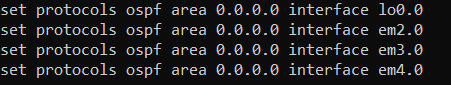 set protocols ospf area 0.0.0.0 interface lo0.0
set protocols ospf area 0.0.0.0 interface em2.0
set protocols ospf area 0.0.0.0 interface em3.0
set protocols ospf area 0.0.0.0 interface em4.0